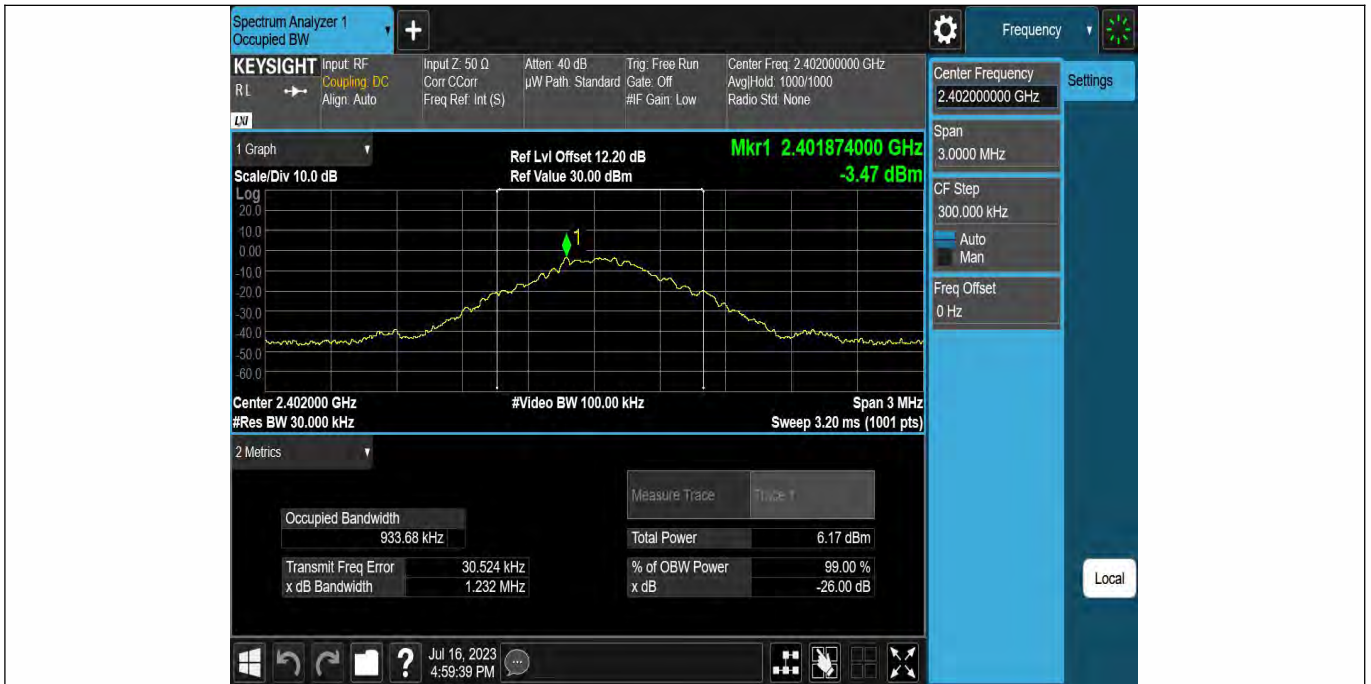 Spectrum Analyzer 1
Occupied BW
+
Frequency
KEYSIGHT
RL
LXI
Input: RF
Coupling: DC
Align: Auto
Input Z: 50 Ω
Corr CCorr
Freq Ref: Int (S)
Atten: 40 dB
µW Path: Standard
Trig: Free Run
Gate: Off
#IF Gain: Low
Center Freq: 2.402000000 GHz
Avg|Hold: 1000/1000
Radio Std: None
1 Graph
Scale/Div 10.0 dB
Ref Lvl Offset 12.20 dB
Ref Value 30.00 dBm
Mkr1 2.401874000 GHz
-3.47 dBm
Log
20.0
10.0
0.00
-10.0
-20.0
-30.0
-40.0
-50.0
-60.0
1
Center 2.402000 GHz
#Video BW 100.00 kHz
Span 3 MHz
#Res BW 30.000 kHz
Sweep 3.20 ms (1001 pts)
2 Metrics
Measure Trace
Trace 1
Occupied Bandwidth
933.68 kHz
Total Power 6.17 dBm
Transmit Freq Error 30.524 kHz
% of OBW Power 99.00 %
x dB Bandwidth 1.232 MHz
x dB -26.00 dB
Center Frequency
2.402000000 GHz
Settings
Span
3.0000 MHz
CF Step
300.000 kHz
Auto
Man
Freq Offset
0 Hz
Local
?
Jul 16, 2023
4:59:39 PM